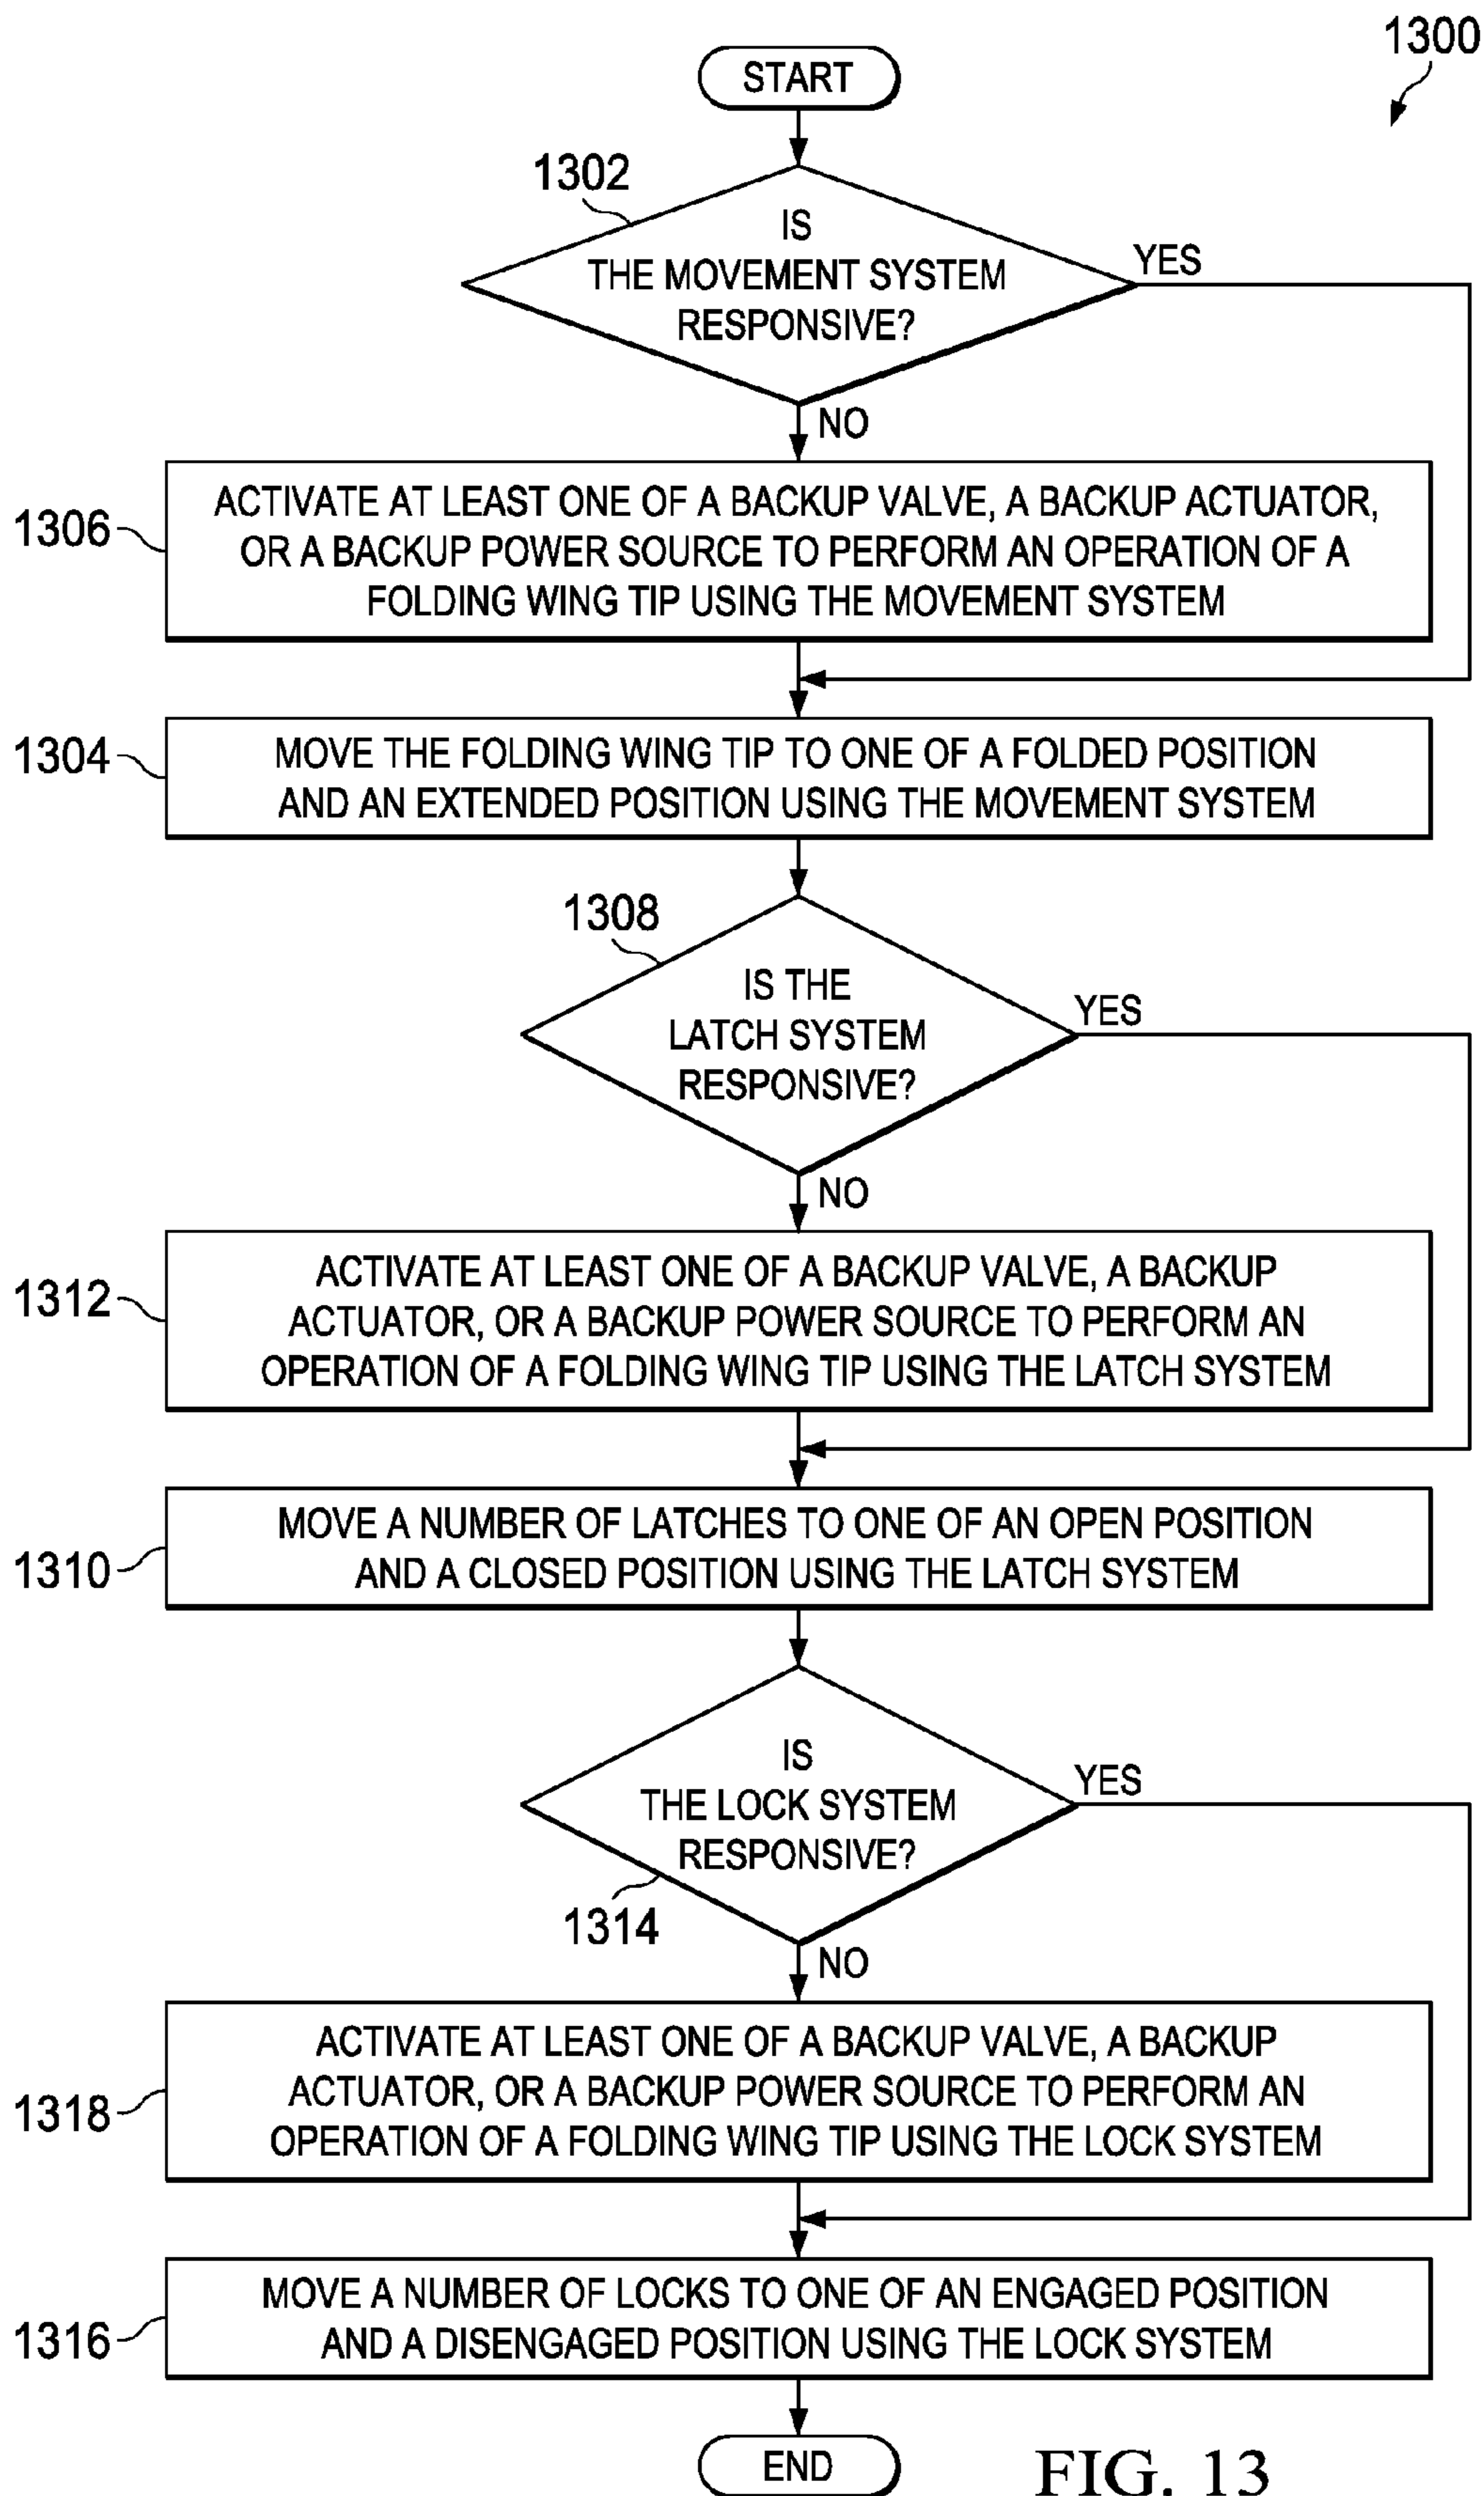 1300
START
1302
IS
THE MOVEMENT SYSTEM
RESPONSIVE?
YES
NO
1306
ACTIVATE AT LEAST ONE OF A BACKUP VALVE, A BACKUP ACTUATOR,
OR A BACKUP POWER SOURCE TO PERFORM AN OPERATION OF A
FOLDING WING TIP USING THE MOVEMENT SYSTEM
1304
MOVE THE FOLDING WING TIP TO ONE OF A FOLDED POSITION
AND AN EXTENDED POSITION USING THE MOVEMENT SYSTEM
1308
IS THE
LATCH SYSTEM
RESPONSIVE?
YES
NO
1312
ACTIVATE AT LEAST ONE OF A BACKUP VALVE, A BACKUP
ACTUATOR, OR A BACKUP POWER SOURCE TO PERFORM AN
OPERATION OF A FOLDING WING TIP USING THE LATCH SYSTEM
1310
MOVE A NUMBER OF LATCHES TO ONE OF AN OPEN POSITION
AND A CLOSED POSITION USING THE LATCH SYSTEM
IS
THE LOCK SYSTEM
RESPONSIVE?
YES
1314
NO
1318
ACTIVATE AT LEAST ONE OF A BACKUP VALVE, A BACKUP
ACTUATOR, OR A BACKUP POWER SOURCE TO PERFORM AN
OPERATION OF A FOLDING WING TIP USING THE LOCK SYSTEM
1316
MOVE A NUMBER OF LOCKS TO ONE OF AN ENGAGED POSITION
AND A DISENGAGED POSITION USING THE LOCK SYSTEM
END
FIG. 13